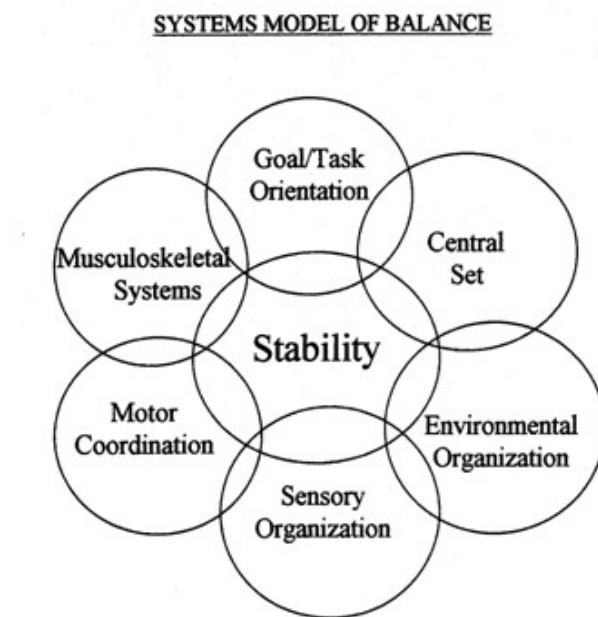 SYSTEMS MODEL OF BALANCE
Goal/Task
Orientation
Central
Set
Musculoskeletal
Systems
Stability
Motor
Coordination
Environmental
Organization
Sensory
Organization